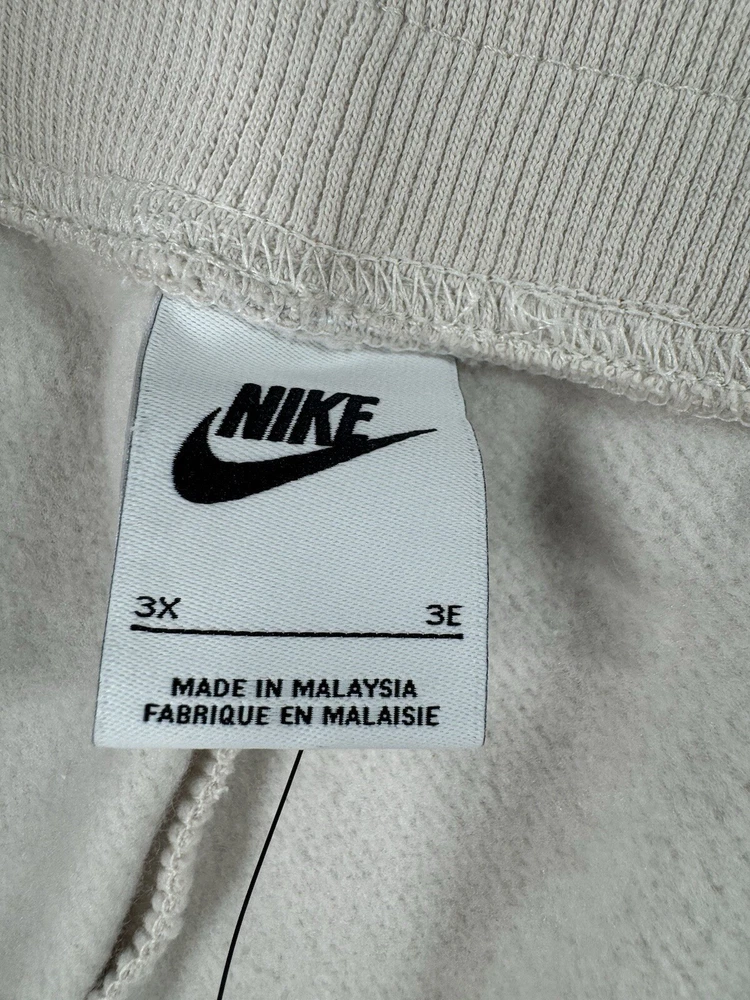 NIKE
3X 3E
MADE IN MALAYSIA
FABRIQUE EN MALAISIE